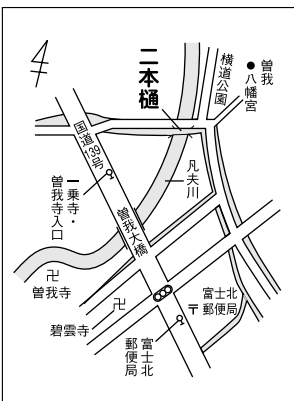 二本樋
横道公園
曽我
八幡宮
国道139号
一乗寺・
曽我寺入口
凡夫川
曽我大橋
卍
曽我寺
卍
碧雲寺
富士北
〒郵便局
富士北
郵便局